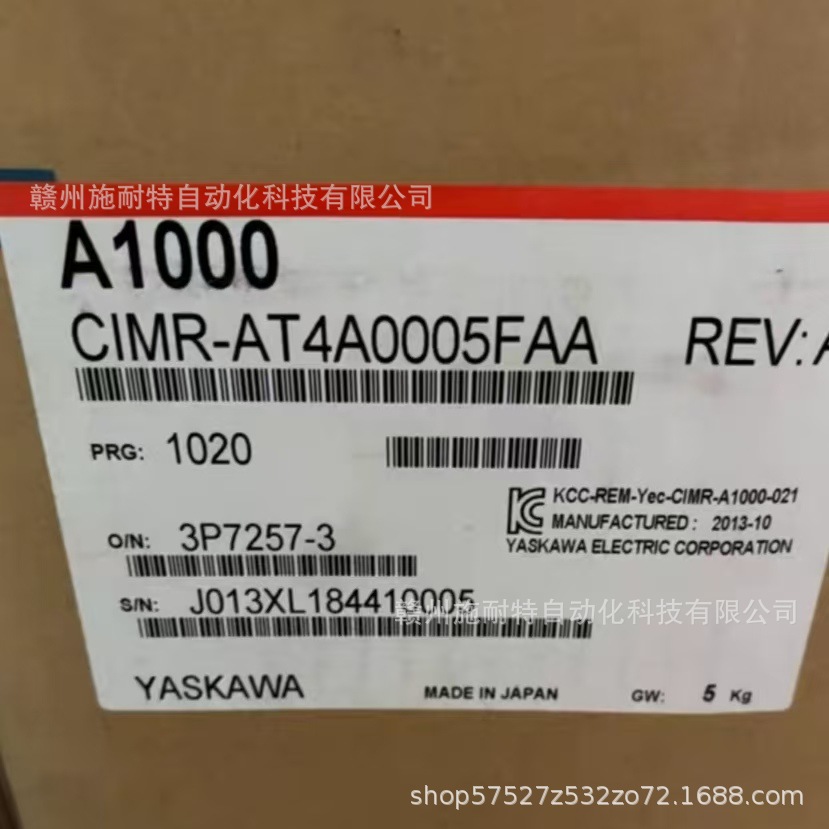 赣州施耐特自动化科技有限公司
A1000
CIMR-AT4A0005FAA REV:A
PRG: 1020
KCC-REM-Yec-CIMR-A1000-021
MANUFACTURED : 2013-10
YASKAWA ELECTRIC CORPORATION
O/N: 3P7257-3
S/N: J013XL184410005
赣州施耐特自动化科技有限公司
YASKAWA MADE IN JAPAN GW: 5 Kg
shop57527z532zo72.1688.com